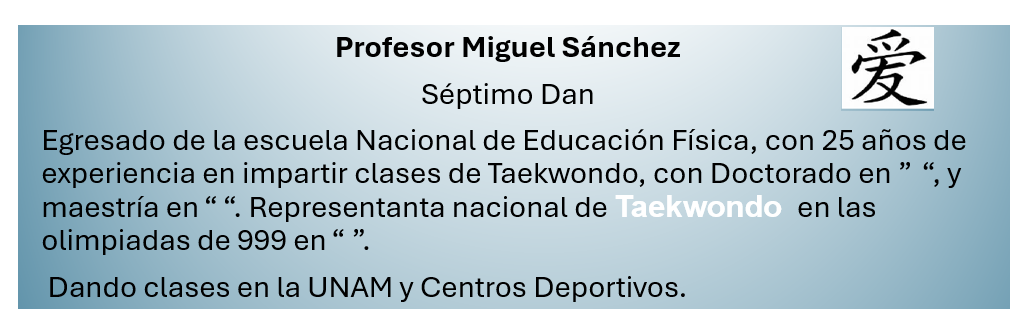 Profesor Miguel Sánchez
爱
Séptimo Dan
Egresado de la escuela Nacional de Educación Física, con 25 años de
experiencia en impartir clases de Taekwondo, con Doctorado en ” “, y
maestría en “ “. Representanta nacional de Taekwondo en las
olimpiadas de 999 en “ ”.
Dando clases en la UNAM y Centros Deportivos.